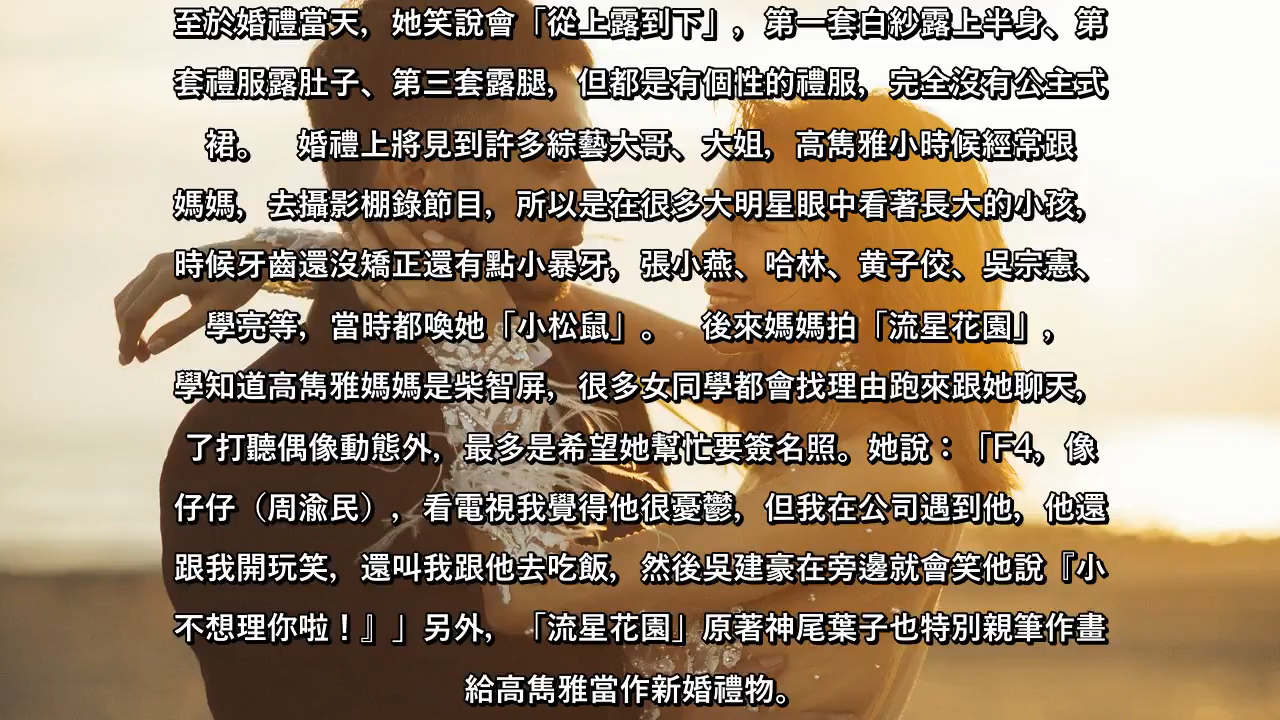 至於婚禮當天，她笑說會「從上露到下」，第一套白紗露上半身、第
套禮服露肚子、第三套露腿，但都是有個性的禮服，完全沒有公主式
裙。　婚禮上將見到許多綜藝大哥、大姐，高雋雅小時候經常跟
媽媽，去攝影棚錄節目，所以是在很多大明星眼中看著長大的小孩，
時候牙齒還沒矯正還有點小暴牙，張小燕、哈林、黃子佼、吳宗憲、
學亮等，當時都喚她「小松鼠」。　後來媽媽拍「流星花園」，
學知道高雋雅媽媽是柴智屏，很多女同學都會找理由跑來跟她聊天，
了打聽偶像動態外，最多是希望她幫忙要簽名照。她說：「F4，像
仔仔（周渝民），看電視我覺得他很憂鬱，但我在公司遇到他，他還
跟我開玩笑，還叫我跟他去吃飯，然後吳建豪在旁邊就會笑他說『小
不想理你啦！』」另外，「流星花園」原著神尾葉子也特別親筆作畫
給高雋雅當作新婚禮物。